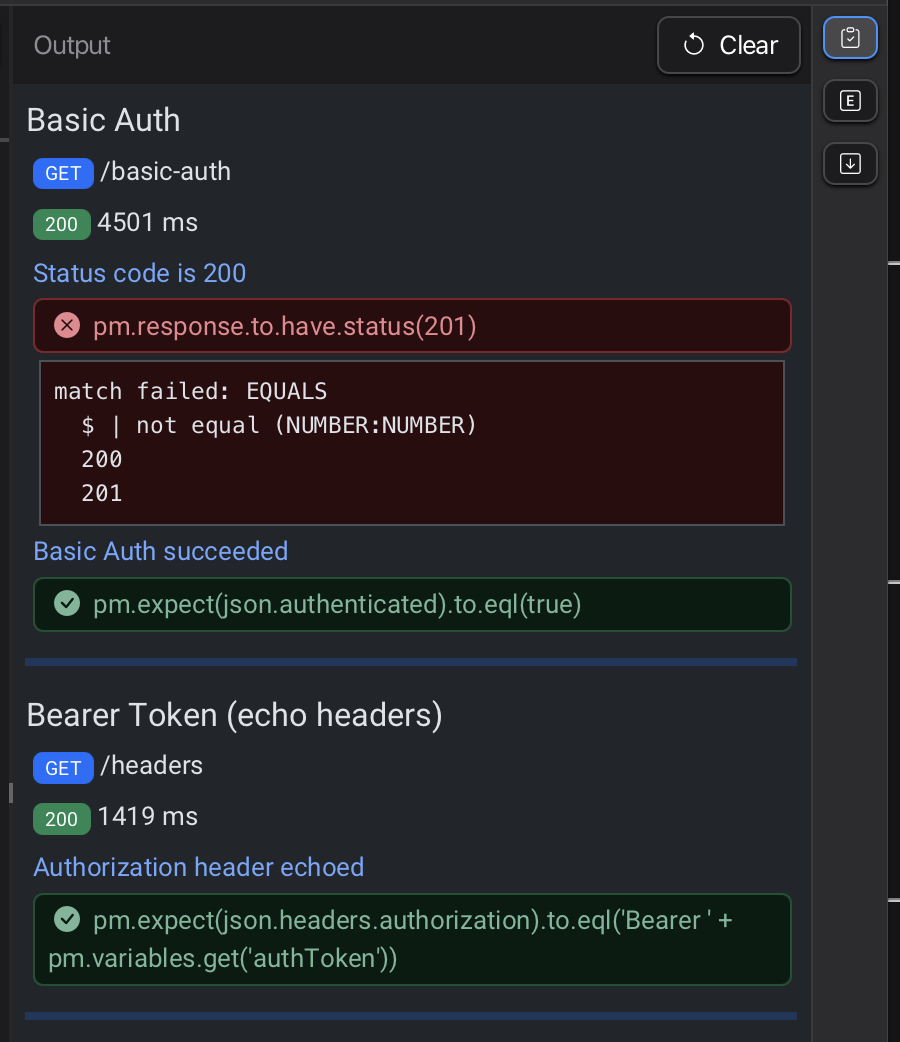 Output
Clear
Basic Auth
GET /basic-auth
200 4501 ms
Status code is 200
pm.response.to.have.status(201)
match failed: EQUALS
  $ | not equal (NUMBER:NUMBER)
  200
  201
Basic Auth succeeded
pm.expect(json.authenticated).to.eql(true)
Bearer Token (echo headers)
GET /headers
200 1419 ms
Authorization header echoed
pm.expect(json.headers.authorization).to.eql('Bearer ' +
pm.variables.get('authToken'))
E